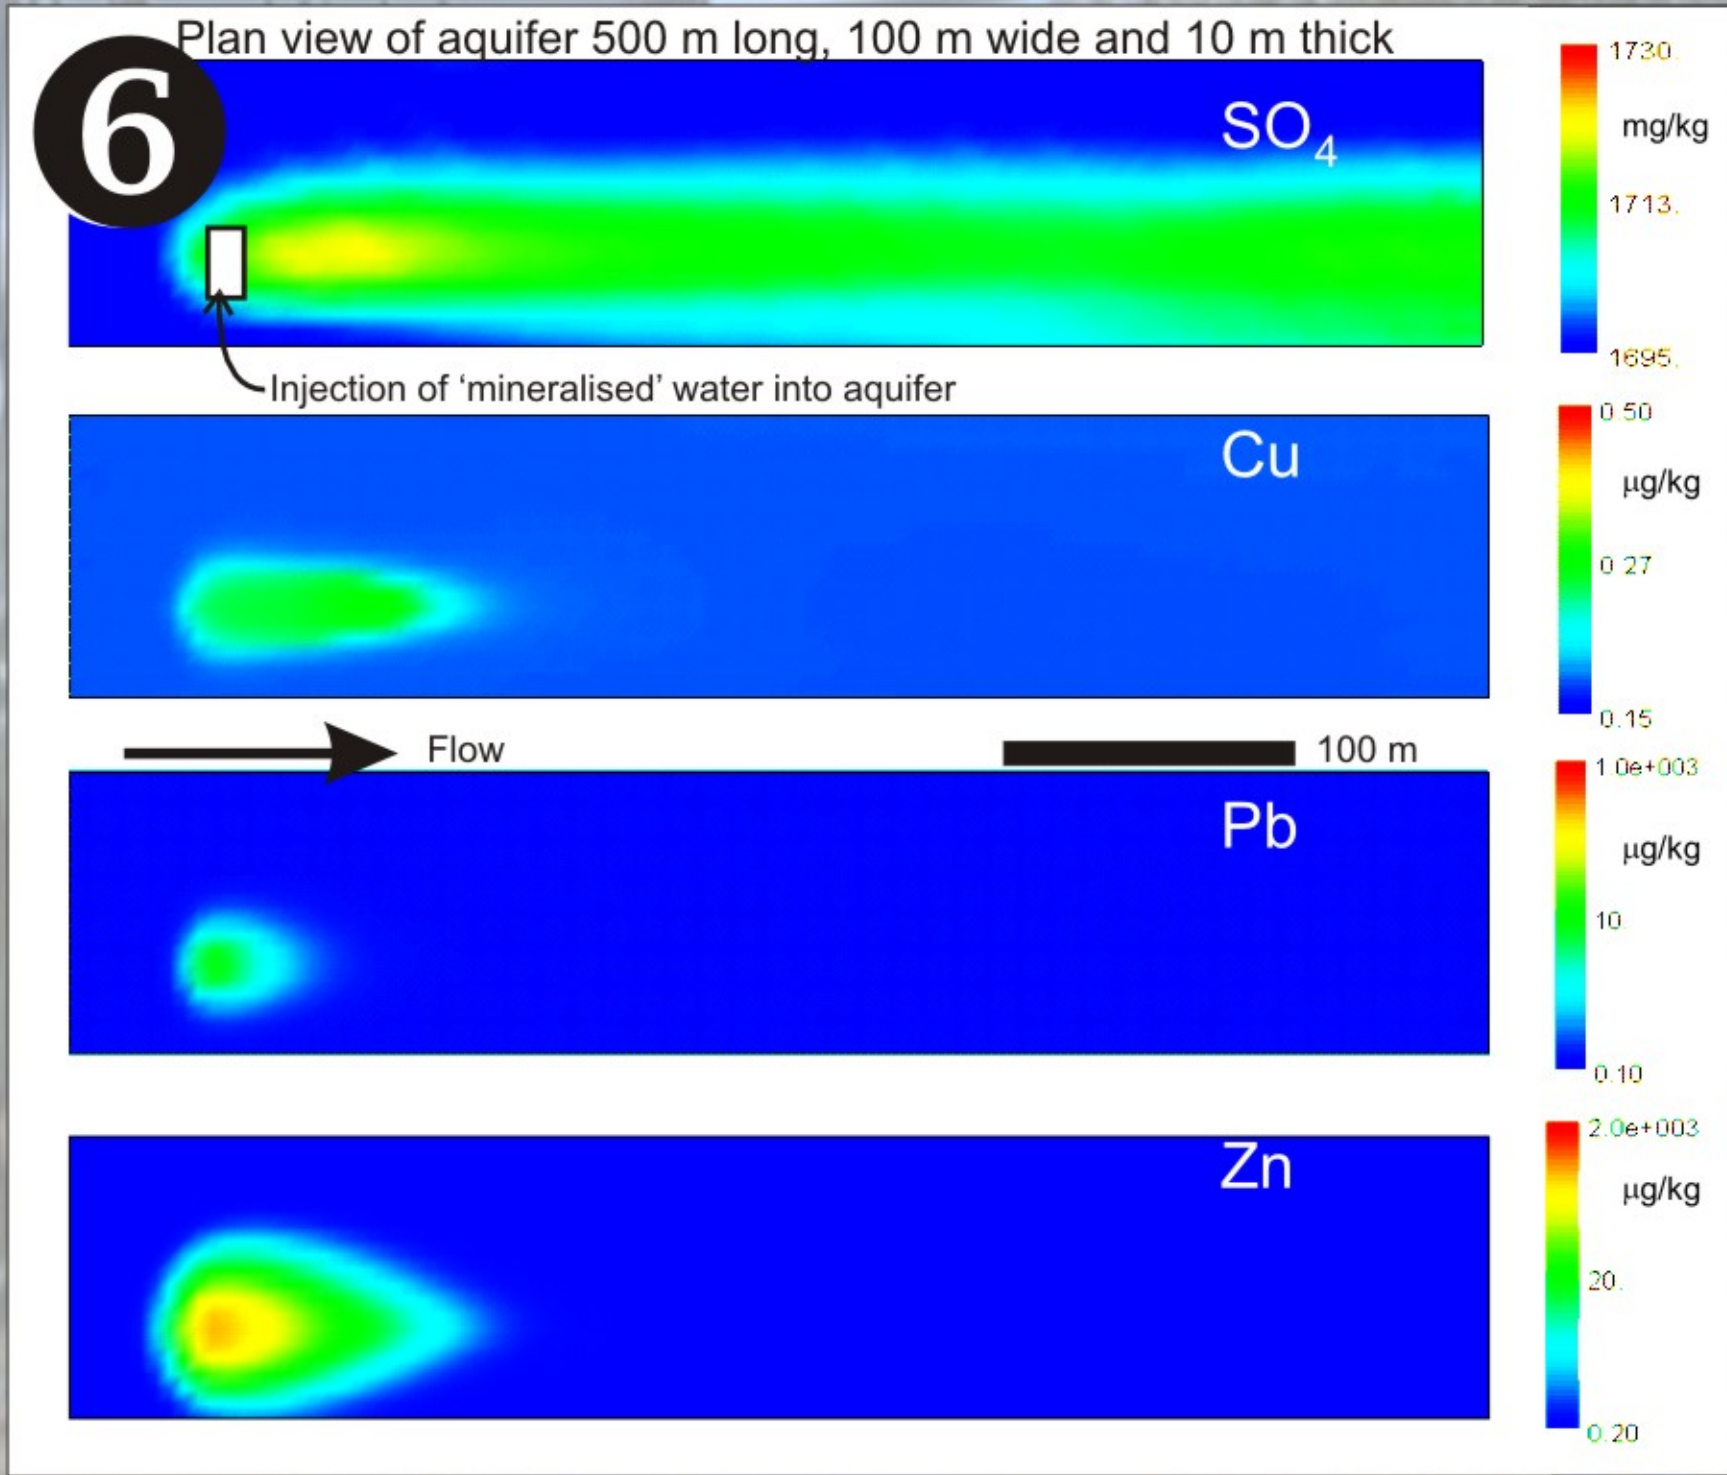 6
Plan view of aquifer 500 m long, 100 m wide and 10 m thick
SO4
1730.
mg/kg
1713.
1695.
Injection of ‘mineralised’ water into aquifer
Cu
0.50
µg/kg
0.27
0.15
Flow
100 m
Pb
1.0e+003
µg/kg
10.
0.10
Zn
2.0e+003
µg/kg
20.
0.20